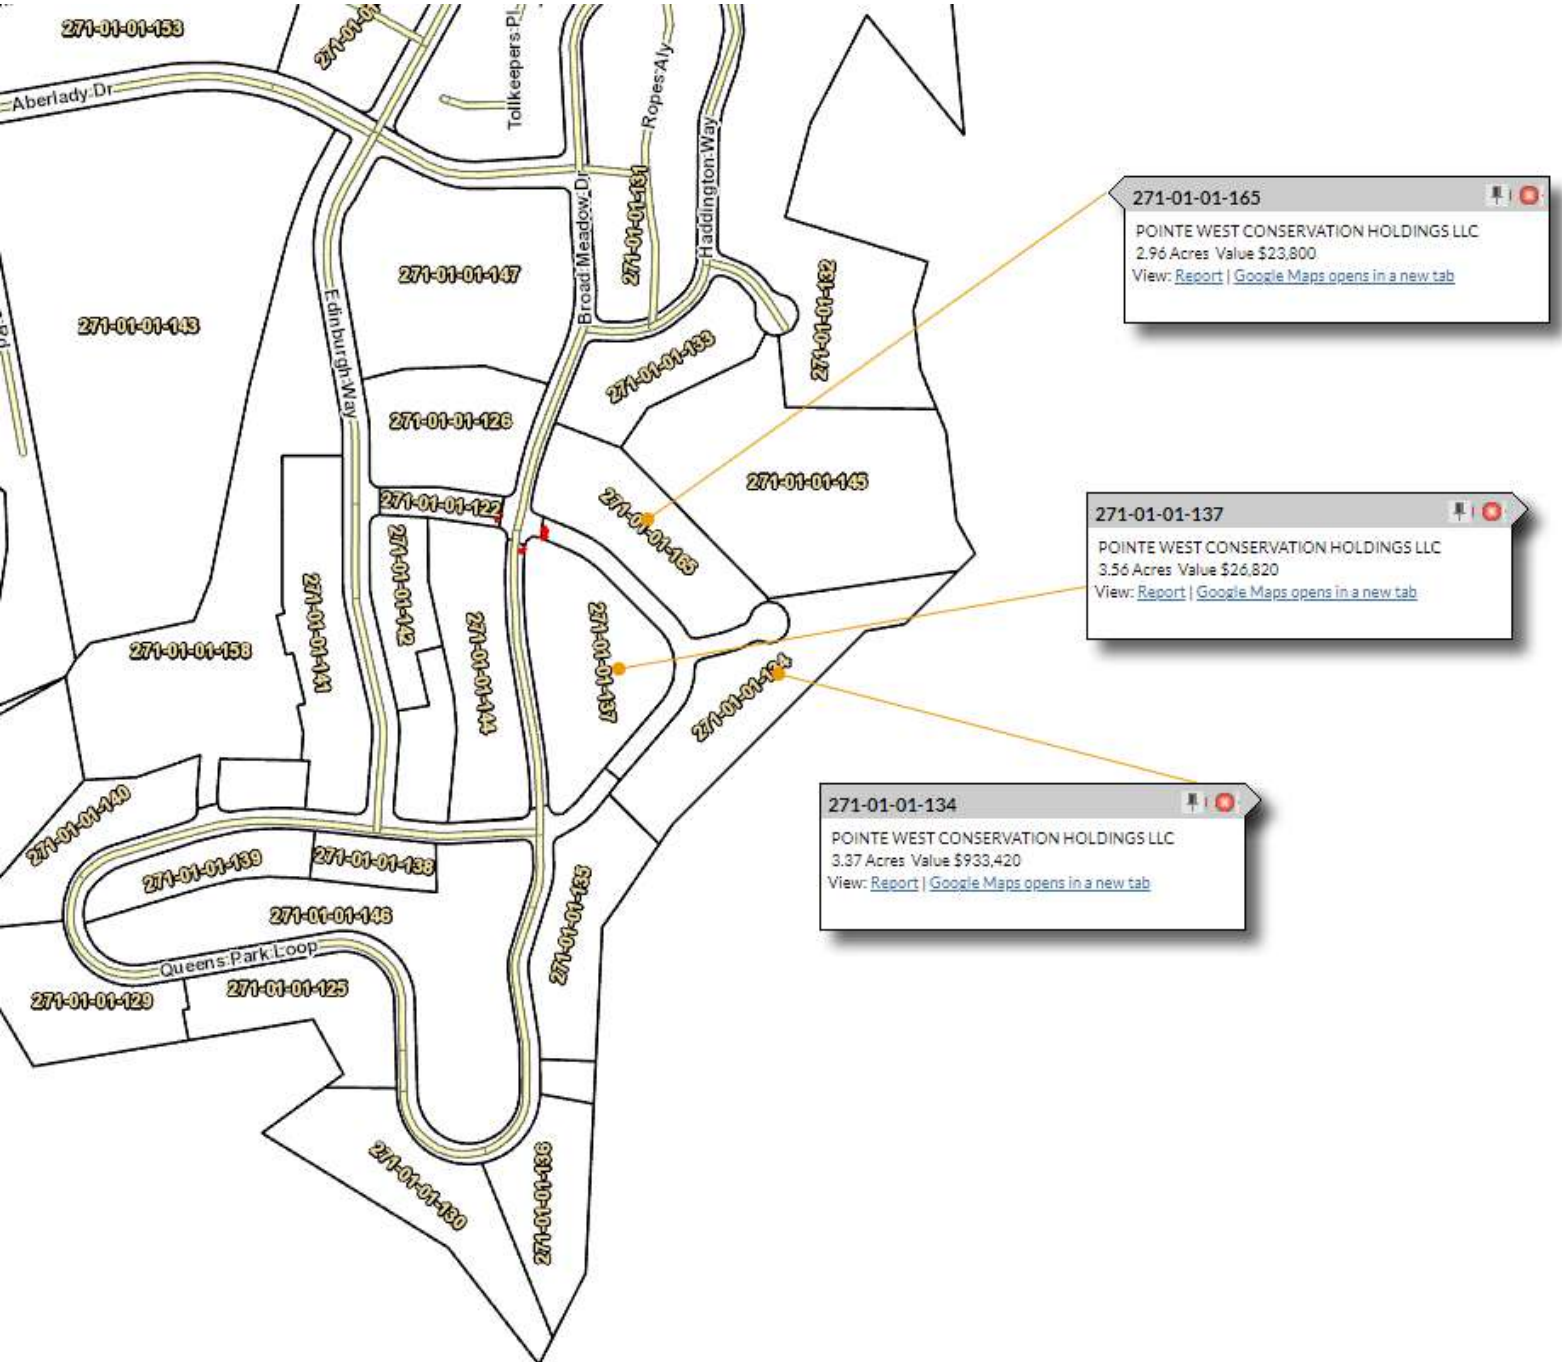 271-01-01-153
271-01-01
Aberlady Dr
Tollkeepers Pl
Ropes Aly
Haddington Way
271-01-01-131
Broad Meadow Dr
271-01-01-147
271-01-01-143
Rd
Edinburgh Way
271-01-01-132
271-01-01-133
271-01-01-126
271-01-01-145
271-01-01-122
271-01-01-165
271-01-01-142
271-01-01-141
271-01-01-144
271-01-01-137
271-01-01-158
271-01-01-134
271-01-01-140
271-01-01-139
271-01-01-138
271-01-01-146
271-01-01-135
Queens Park Loop
271-01-01-129
271-01-01-125
271-01-01-130
271-01-01-136
271-01-01-165
POINTE WEST CONSERVATION HOLDINGS LLC
2.96 Acres Value $23,800
View: Report | Google Maps opens in a new tab
271-01-01-137
POINTE WEST CONSERVATION HOLDINGS LLC
3.56 Acres Value $26,820
View: Report | Google Maps opens in a new tab
271-01-01-134
POINTE WEST CONSERVATION HOLDINGS LLC
3.37 Acres Value $933,420
View: Report | Google Maps opens in a new tab